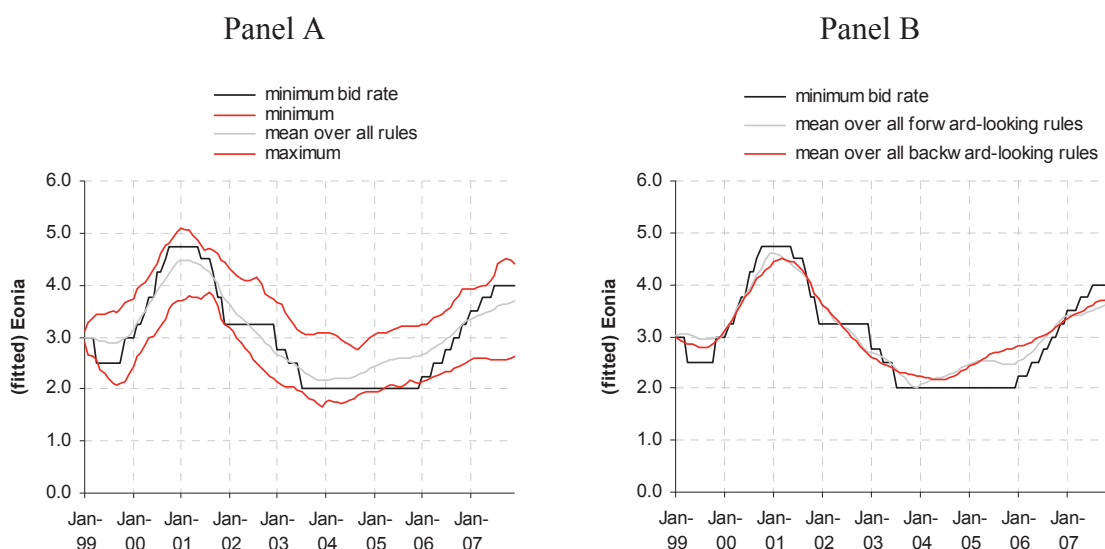 Panel A
minimum bid rate
minimum
mean over all rules
maximum
(fitted) Eonia
6.0
5.0
4.0
3.0
2.0
1.0
0.0
Jan-99 Jan-00 Jan-01 Jan-02 Jan-03 Jan-04 Jan-05 Jan-06 Jan-07
Panel B
minimum bid rate
mean over all forw ard-looking rules
mean over all backw ard-looking rules
(fitted) Eonia
6.0
5.0
4.0
3.0
2.0
1.0
0.0
Jan-99 Jan-00 Jan-01 Jan-02 Jan-03 Jan-04 Jan-05 Jan-06 Jan-07